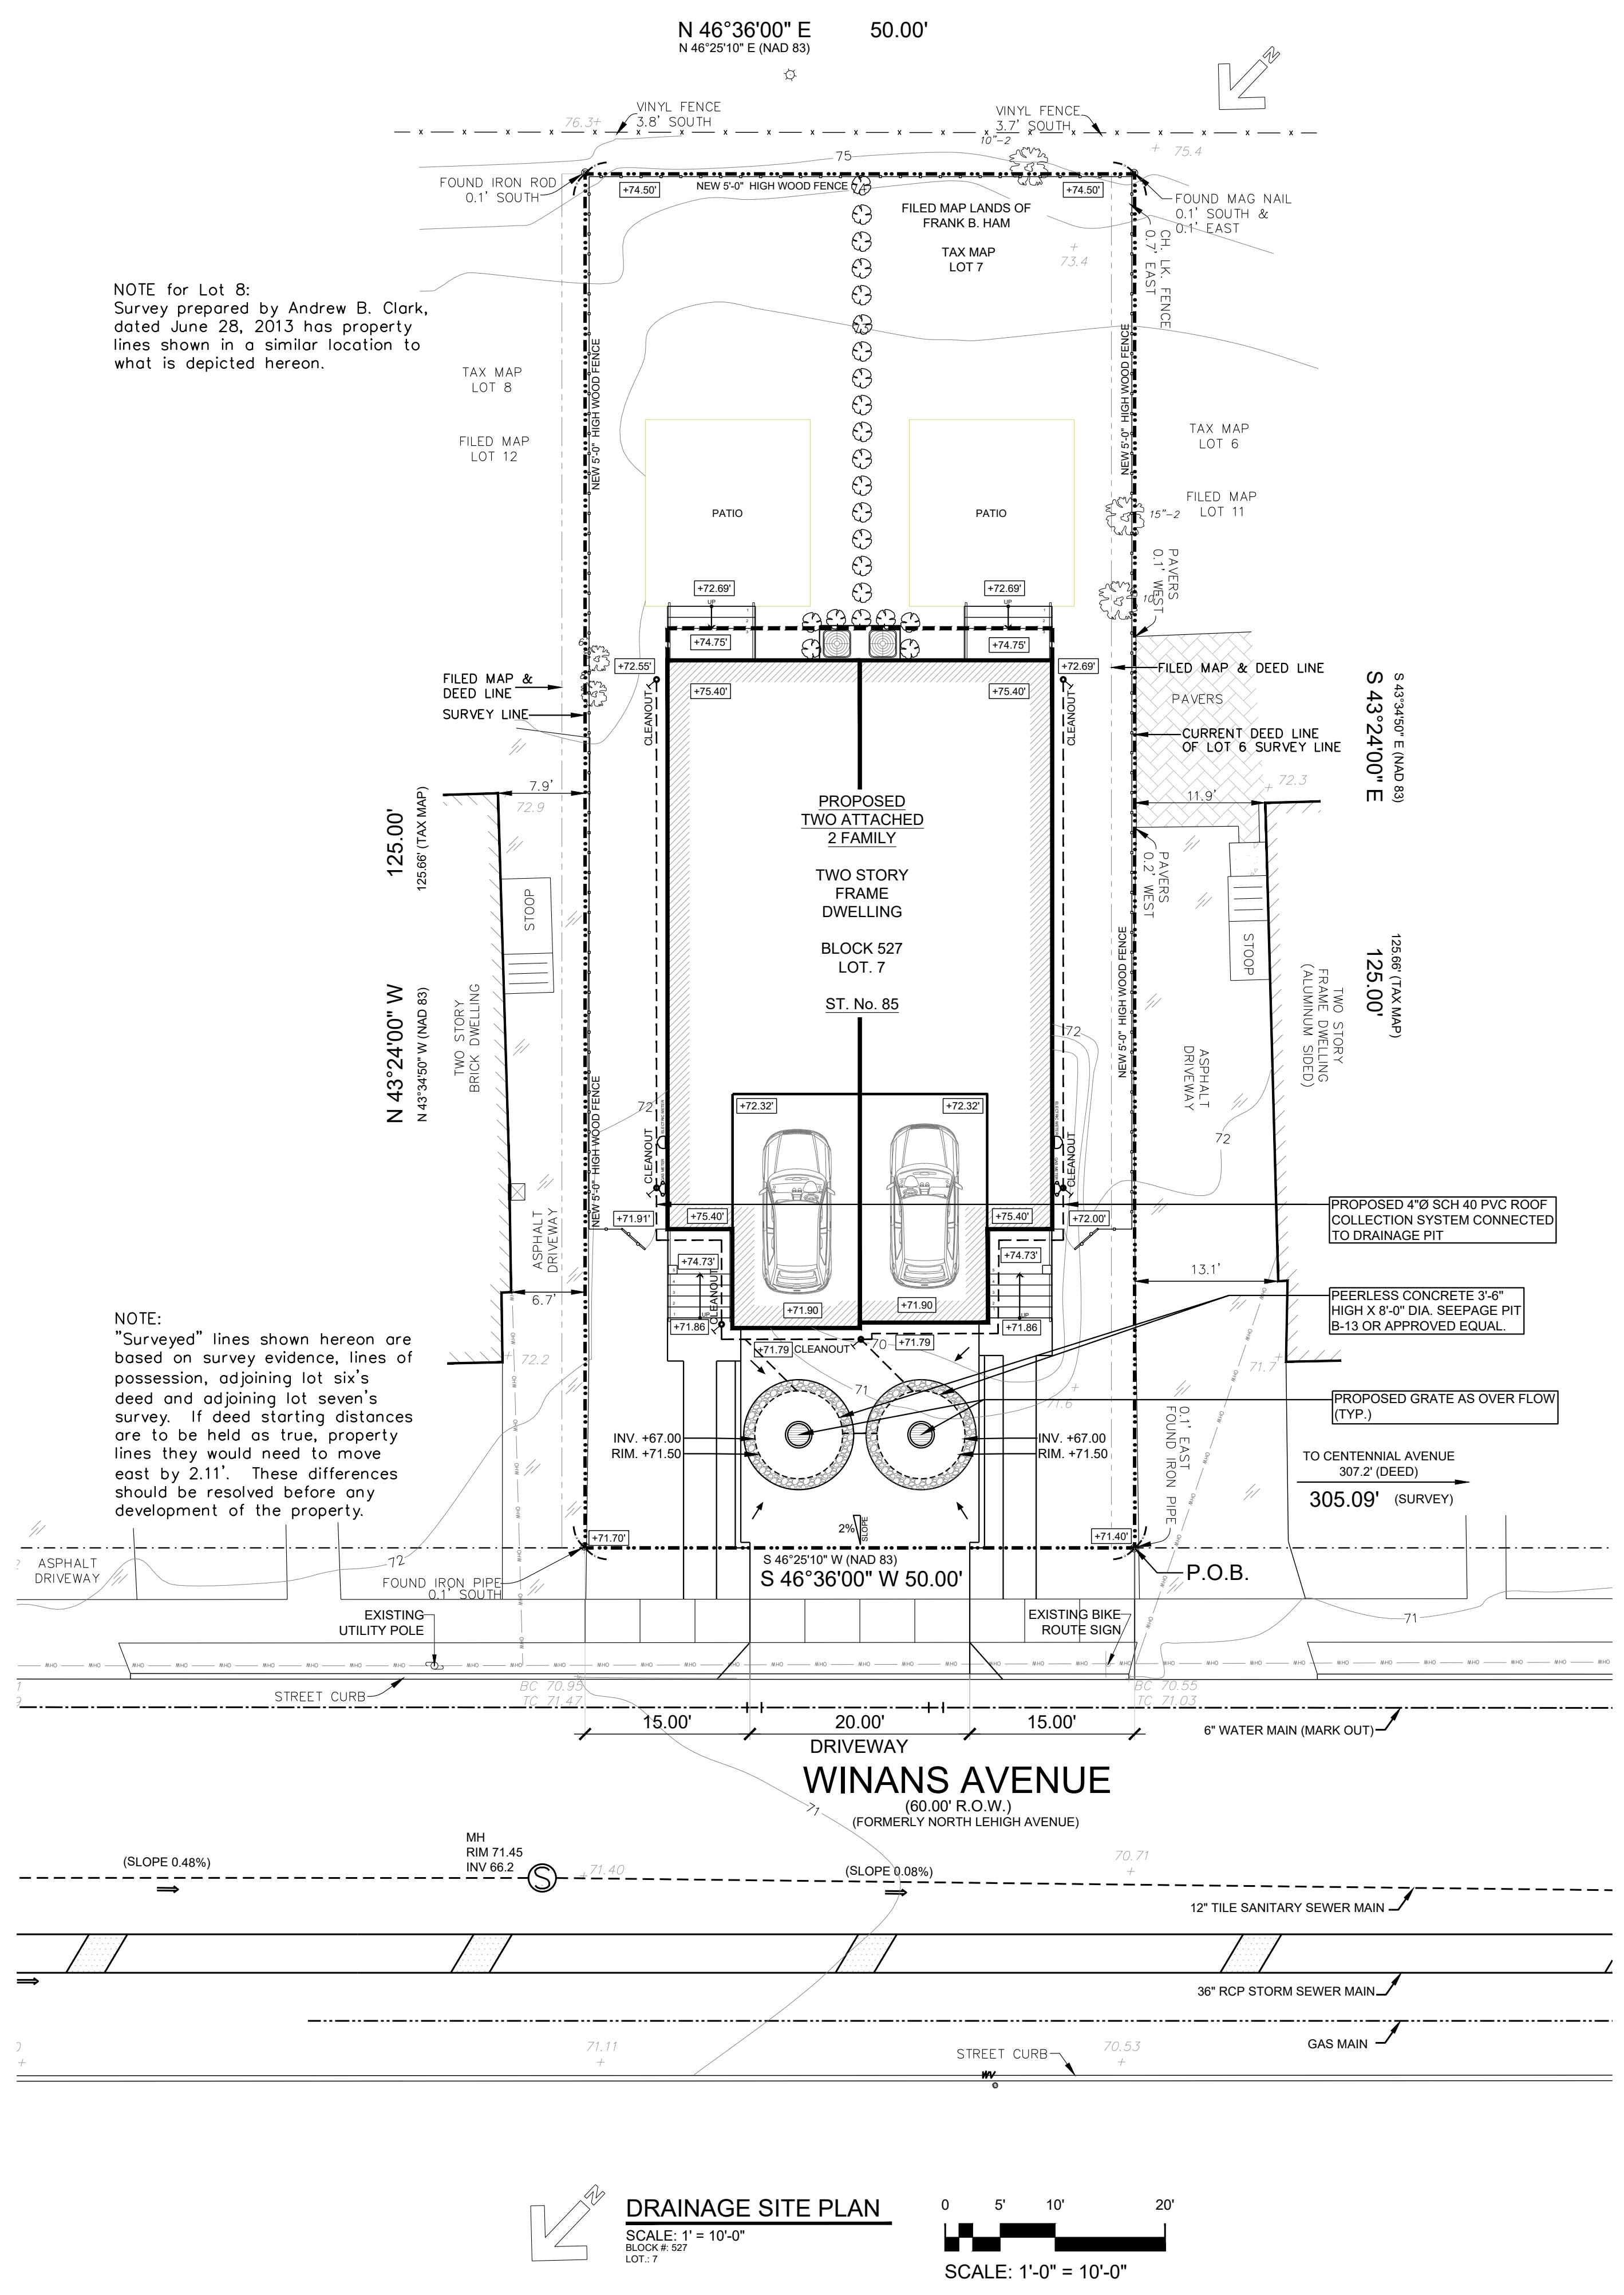 N 46°36'00" E 50.00'
N 46°25'10" E (NAD 83)
N
VINYL FENCE
3.8' SOUTH
VINYL FENCE
3.7' SOUTH
76.3+
10"-2
+ 75.4
75
FOUND IRON ROD
0.1' SOUTH
+74.50'
NEW 5'-0" HIGH WOOD FENCE
74
+74.50'
FOUND MAG NAIL
0.1' SOUTH &
0.1' EAST
FILED MAP LANDS OF
FRANK B. HAM
TAX MAP
LOT 7
+
73.4
CH. LK. FENCE
0.7' EAST
NOTE for Lot 8:
Survey prepared by Andrew B. Clark,
dated June 28, 2013 has property
lines shown in a similar location to
what is depicted hereon.
73
NEW 5'-0" HIGH WOOD FENCE
NEW 5'-0" HIGH WOOD FENCE
TAX MAP
LOT 8
FILED MAP
LOT 12
TAX MAP
LOT 6
FILED MAP
LOT 11
PATIO
PATIO
15"-2
PAVERS
0.1' WEST
+72.69'
+72.69'
UP
UP
+74.75'
+74.75'
+72.55'
+72.69'
+75.40'
+75.40'
CLEANOUT
CLEANOUT
FILED MAP &
DEED LINE
SURVEY LINE
FILED MAP & DEED LINE
PAVERS
CURRENT DEED LINE
OF LOT 6 SURVEY LINE
S 43°24'00" E
S 43°34'50" E (NAD 83)
7.9'
72.9
11.9'
72.3
125.00'
125.66' (TAX MAP)
PROPOSED
TWO ATTACHED
2 FAMILY
TWO STORY
FRAME
DWELLING
BLOCK 527
LOT. 7
ST. No. 85
PAVERS
0.2' WEST
STOOP
STOOP
125.66' (TAX MAP)
125.00'
N 43°24'00" W
N 43°34'50" W (NAD 83)
TWO STORY
BRICK DWELLING
NEW 5'-0" HIGH WOOD FENCE
TWO STORY
FRAME DWELLING
(ALUMINUM SIDED)
ASPHALT
DRIVEWAY
72
72
72
NEW 5'-0" HIGH WOOD FENCE
+72.32'
+72.32'
ELECTRIC METER
CLEANOUT
CLEANOUT
ASPHALT
DRIVEWAY
+71.91'
+75.40'
+75.40'
+72.00'
PROPOSED 4"Ø SCH 40 PVC ROOF
COLLECTION SYSTEM CONNECTED
TO DRAINAGE PIT
+74.73'
+74.73'
CLEANOUT
UP
UP
6.7'
13.1'
+71.90
+71.90
+71.86
+71.86
+71.79
CLEANOUT
+71.79
70
PEERLESS CONCRETE 3'-6"
HIGH X 8'-0" DIA. SEEPAGE PIT
B-13 OR APPROVED EQUAL.
NOTE:
"Surveyed" lines shown hereon are
based on survey evidence, lines of
possession, adjoining lot six's
deed and adjoining lot seven's
survey. If deed starting distances
are to be held as true, property
lines they would need to move
east by 2.11'. These differences
should be resolved before any
development of the property.
+ 72.2
71.7 +
71
71.6
PROPOSED GRATE AS OVER FLOW
(TYP.)
INV. +67.00
RIM. +71.50
INV. +67.00
RIM. +71.50
0.1' EAST
FOUND IRON PIPE
TO CENTENNIAL AVENUE
307.2' (DEED)
305.09' (SURVEY)
+71.70'
2%
SLOPE
+71.40'
ASPHALT
DRIVEWAY
72
FOUND IRON PIPE
0.1' SOUTH
S 46°25'10" W (NAD 83)
S 46°36'00" W 50.00'
P.O.B.
EXISTING
UTILITY POLE
EXISTING BIKE
ROUTE SIGN
71
OHW
STREET CURB
BC 70.95
TC 71.47
BC 70.55
TC 71.03
15.00'
20.00'
15.00'
DRIVEWAY
6" WATER MAIN (MARK OUT)
WINANS AVENUE
(60.00' R.O.W.)
(FORMERLY NORTH LEHIGH AVENUE)
71
MH
RIM 71.45
INV 66.2
(SLOPE 0.48%)
S
71.40
(SLOPE 0.08%)
70.71
12" TILE SANITARY SEWER MAIN
36" RCP STORM SEWER MAIN
GAS MAIN
71.11
STREET CURB
70.53
WV
N
DRAINAGE SITE PLAN
SCALE: 1' = 10'-0"
BLOCK #: 527
LOT.: 7
0 5' 10' 20'
SCALE: 1'-0" = 10'-0"